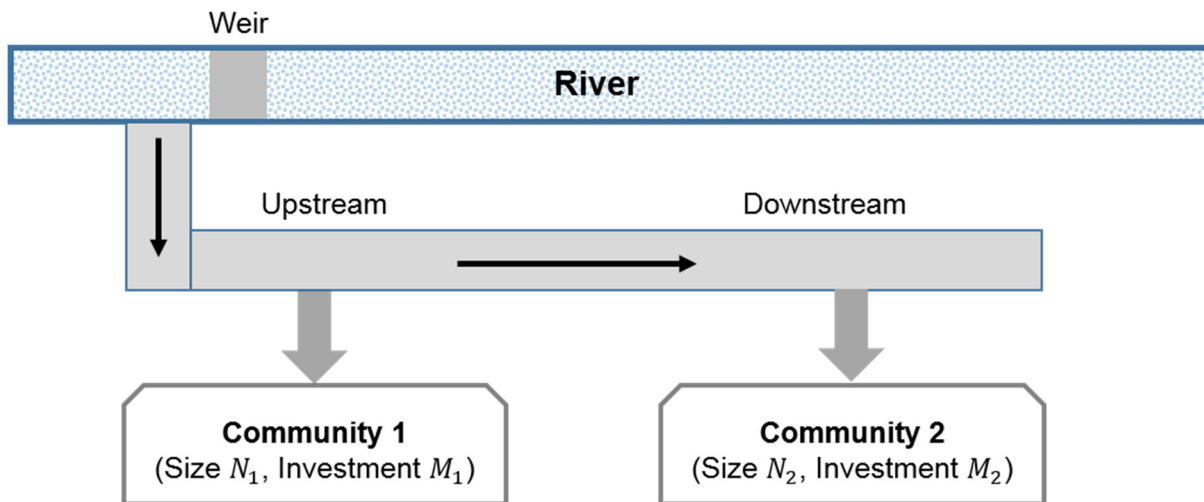 Weir
River
Upstream
Downstream
Community 1
(Size N₁, Investment M₁)
Community 2
(Size N₂, Investment M₂)